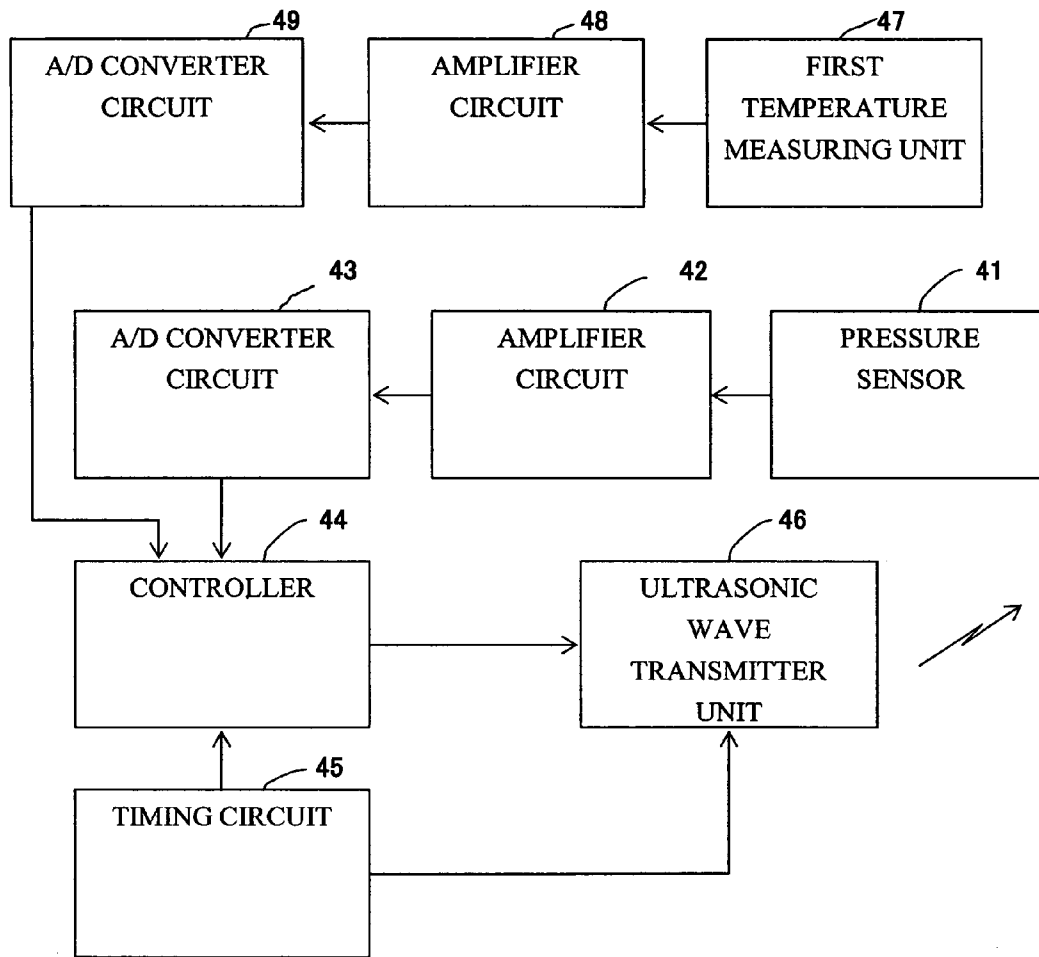 49
A/D CONVERTER
CIRCUIT
48
AMPLIFIER
CIRCUIT
47
FIRST
TEMPERATURE
MEASURING UNIT
43
A/D CONVERTER
CIRCUIT
42
AMPLIFIER
CIRCUIT
41
PRESSURE
SENSOR
44
CONTROLLER
46
ULTRASONIC
WAVE
TRANSMITTER
UNIT
45
TIMING CIRCUIT